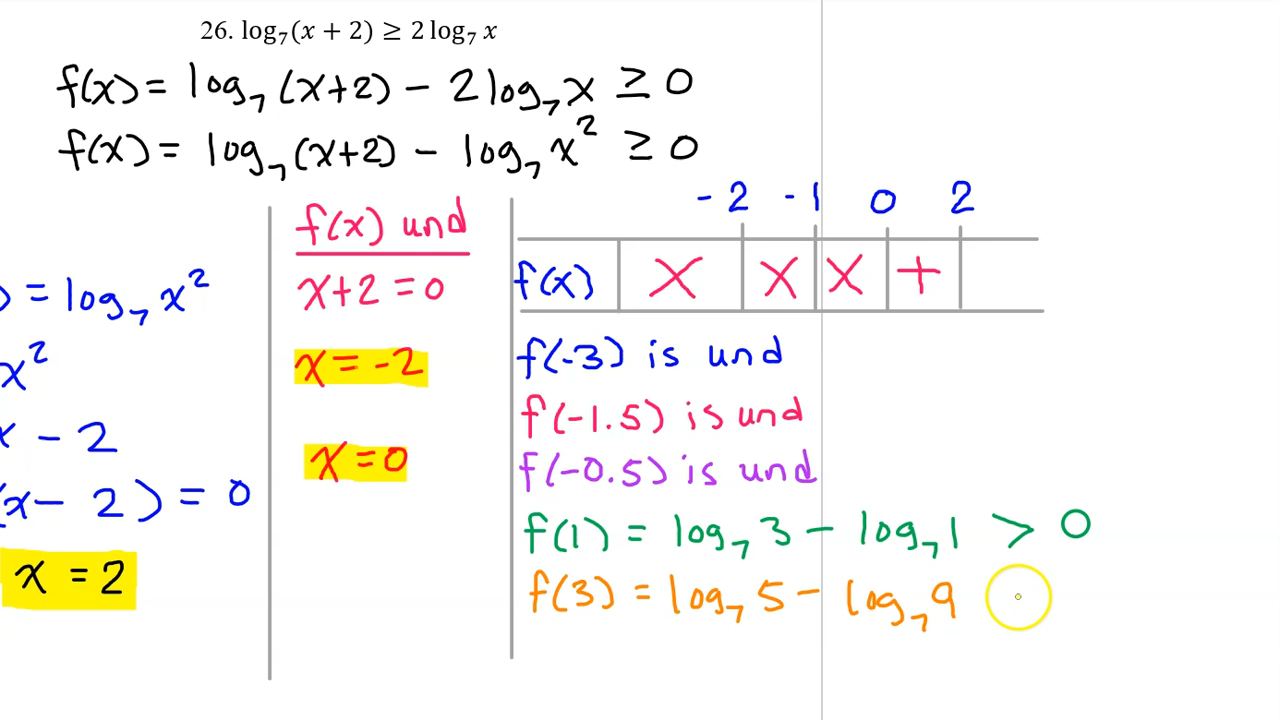 26. log₇(x + 2) ≥ 2 log₇ x
f(x) = log₇(x+2) − 2log₇x ≥ 0
f(x) = log₇(x+2) − log₇x² ≥ 0
) = log₇x²
x²
x − 2
(x − 2) = 0
x = 2
f(x) und
x+2 = 0
x = -2
x = 0
-2 -1 0 2
f(x) X X X +
f(-3) is und
f(-1.5) is und
f(-0.5) is und
f(1) = log₇3 − log₇1 > 0
f(3) = log₇5 − log₇9